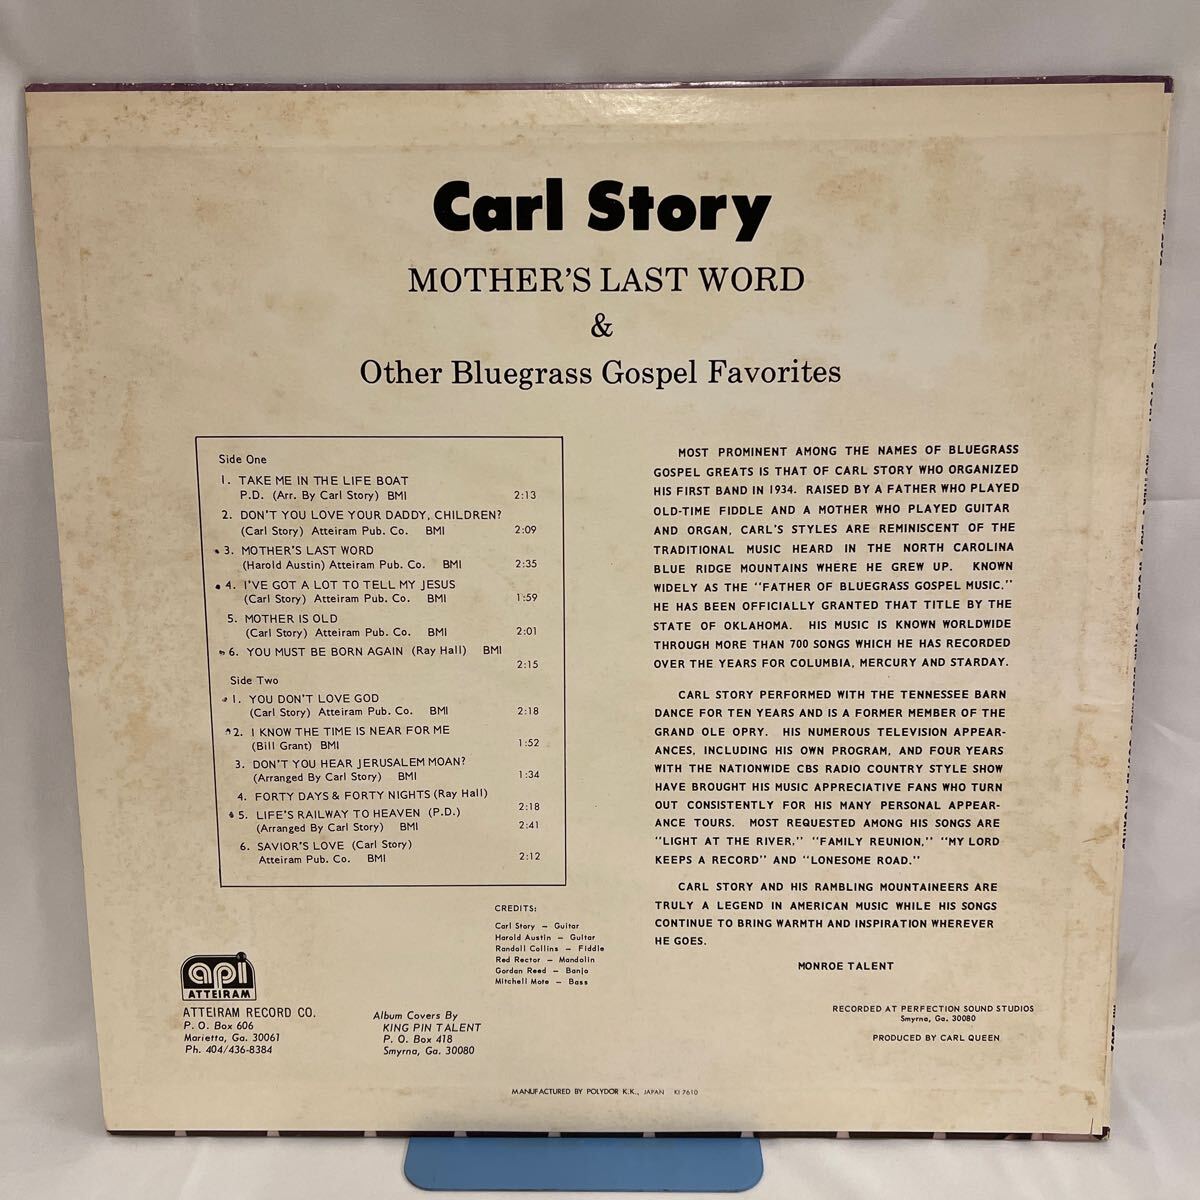 Carl Story
MOTHER'S LAST WORD
&
Other Bluegrass Gospel Favorites
Side One
1. TAKE ME IN THE LIFE BOAT
P.D. (Arr. By Carl Story) BMI 2:13
2. DON'T YOU LOVE YOUR DADDY, CHILDREN?
(Carl Story) Atteiram Pub. Co. BMI 2:09
3. MOTHER'S LAST WORD
(Harold Austin) Atteiram Pub. Co. BMI 2:35
4. I'VE GOT A LOT TO TELL MY JESUS
(Carl Story) Atteiram Pub. Co. BMI 1:59
5. MOTHER IS OLD
(Carl Story) Atteiram Pub. Co. BMI 2:01
6. YOU MUST BE BORN AGAIN (Ray Hall) BMI
2:15
Side Two
1. YOU DON'T LOVE GOD
(Carl Story) Atteiram Pub. Co. BMI 2:18
2. I KNOW THE TIME IS NEAR FOR ME
(Bill Grant) BMI 1:52
3. DON'T YOU HEAR JERUSALEM MOAN?
(Arranged By Carl Story) BMI 1:34
4. FORTY DAYS & FORTY NIGHTS (Ray Hall)
2:18
5. LIFE'S RAILWAY TO HEAVEN (P.D.)
(Arranged By Carl Story) BMI 2:41
6. SAVIOR'S LOVE (Carl Story)
Atteiram Pub. Co. BMI 2:12
MOST PROMINENT AMONG THE NAMES OF BLUEGRASS
GOSPEL GREATS IS THAT OF CARL STORY WHO ORGANIZED
HIS FIRST BAND IN 1934. RAISED BY A FATHER WHO PLAYED
OLD-TIME FIDDLE AND A MOTHER WHO PLAYED GUITAR
AND ORGAN, CARL'S STYLES ARE REMINISCENT OF THE
TRADITIONAL MUSIC HEARD IN THE NORTH CAROLINA
BLUE RIDGE MOUNTAINS WHERE HE GREW UP. KNOWN
WIDELY AS THE "FATHER OF BLUEGRASS GOSPEL MUSIC."
HE HAS BEEN OFFICIALLY GRANTED THAT TITLE BY THE
STATE OF OKLAHOMA. HIS MUSIC IS KNOWN WORLDWIDE
THROUGH MORE THAN 700 SONGS WHICH HE HAS RECORDED
OVER THE YEARS FOR COLUMBIA, MERCURY AND STARDAY.
CARL STORY PERFORMED WITH THE TENNESSEE BARN
DANCE FOR TEN YEARS AND IS A FORMER MEMBER OF THE
GRAND OLE OPRY. HIS NUMEROUS TELEVISION APPEAR-
ANCES, INCLUDING HIS OWN PROGRAM, AND FOUR YEARS
WITH THE NATIONWIDE CBS RADIO COUNTRY STYLE SHOW
HAVE BROUGHT HIS MUSIC APPRECIATIVE FANS WHO TURN
OUT CONSISTENTLY FOR HIS MANY PERSONAL APPEAR-
ANCE TOURS. MOST REQUESTED AMONG HIS SONGS ARE
"LIGHT AT THE RIVER," "FAMILY REUNION," "MY LORD
KEEPS A RECORD" AND "LONESOME ROAD."
CARL STORY AND HIS RAMBLING MOUNTAINEERS ARE
TRULY A LEGEND IN AMERICAN MUSIC WHILE HIS SONGS
CONTINUE TO BRING WARMTH AND INSPIRATION WHEREVER
HE GOES.
MONROE TALENT
CREDITS:
Carl Story – Guitar
Harold Austin – Guitar
Randall Collins – Fiddle
Red Rector – Mandolin
Gordan Reed – Banjo
Mitchell Mote – Bass
api
ATTEIRAM
ATTEIRAM RECORD CO.
P. O. Box 606
Marietta, Ga. 30061
Ph. 404/436-8384
Album Covers By
KING PIN TALENT
P. O. Box 418
Smyrna, Ga. 30080
RECORDED AT PERFECTION SOUND STUDIOS
Smyrna, Ga. 30080
PRODUCED BY CARL QUEEN
MANUFACTURED BY POLYDOR K.K., JAPAN KI 7610